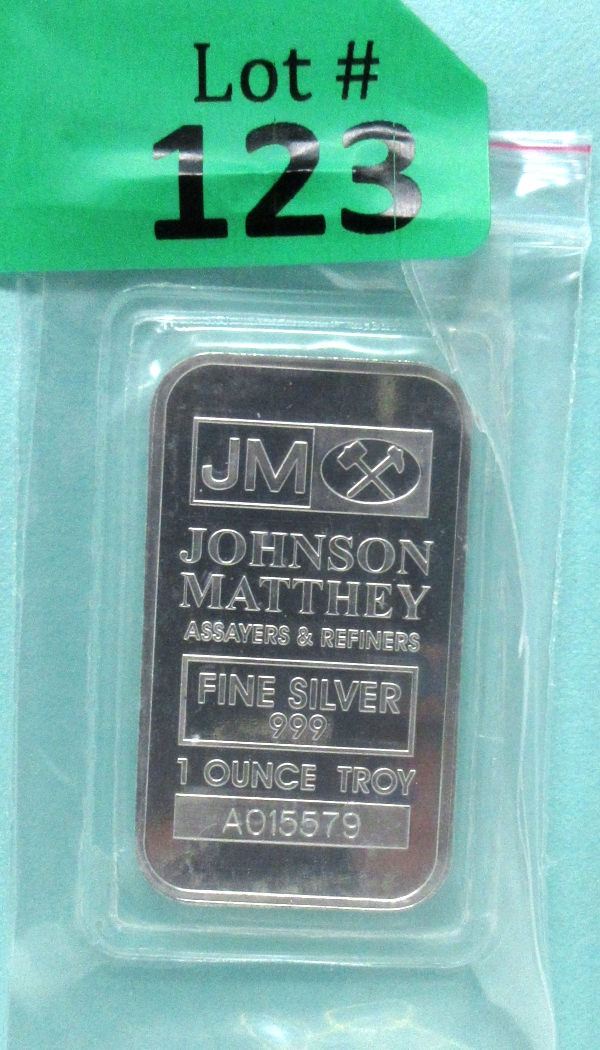 Lot #
123
JM
JOHNSON
MATTHEY
ASSAYERS & REFINERS
FINE SILVER
999
1 OUNCE TROY
A015579